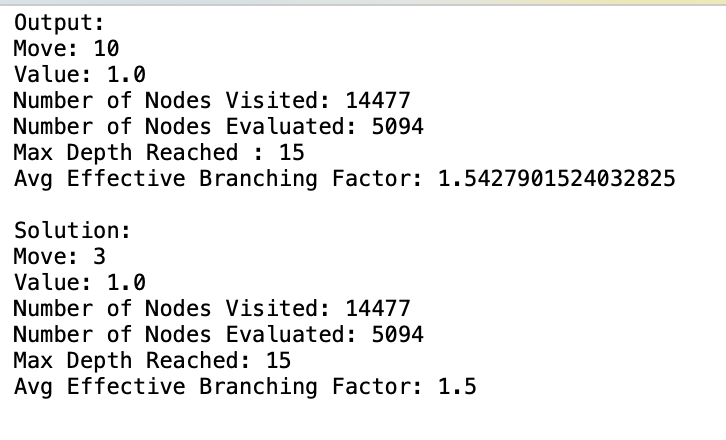 Output:
Move: 10
Value: 1.0
Number of Nodes Visited: 14477
Number of Nodes Evaluated: 5094
Max Depth Reached : 15
Avg Effective Branching Factor: 1.5427901524032825
Solution:
Move: 3
Value: 1.0
Number of Nodes Visited: 14477
Number of Nodes Evaluated: 5094
Max Depth Reached: 15
Avg Effective Branching Factor: 1.5